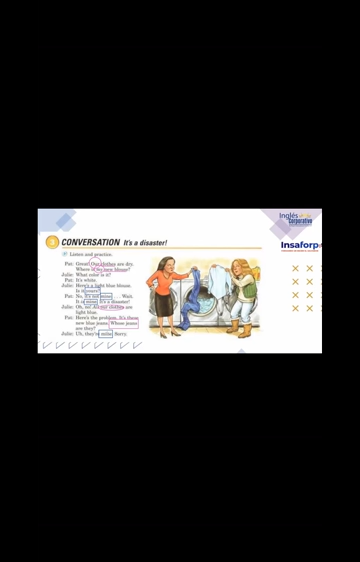 Inglés
Corporativo
Insaforp
3 CONVERSATION It's a disaster!
Listen and practice.
Pat: Great! Our clothes are dry.
Where is my new blouse?
Julie: What color is it?
Pat: It's white.
Julie: Here's a light blue blouse.
Is it yours?
Pat: No, it's not mine. . . . Wait.
It is mine. It's a disaster!
Julie: Oh, no! All our clothes are
light blue.
Pat: Here's the problem. It's these
new blue jeans. Whose jeans
are they?
Julie: Uh, they're mine. Sorry.